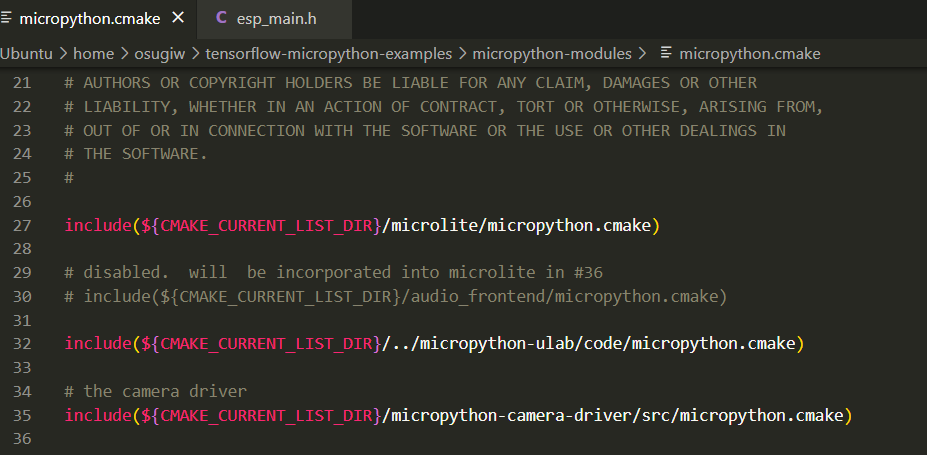 micropython.cmake × C esp_main.h
Ubuntu > home > osugiw > tensorflow-micropython-examples > micropython-modules > micropython.cmake
21 # AUTHORS OR COPYRIGHT HOLDERS BE LIABLE FOR ANY CLAIM, DAMAGES OR OTHER
22 # LIABILITY, WHETHER IN AN ACTION OF CONTRACT, TORT OR OTHERWISE, ARISING FROM,
23 # OUT OF OR IN CONNECTION WITH THE SOFTWARE OR THE USE OR OTHER DEALINGS IN
24 # THE SOFTWARE.
25 #
26
27 include(${CMAKE_CURRENT_LIST_DIR}/microlite/micropython.cmake)
28
29 # disabled.  will  be incorporated into microlite in #36
30 # include(${CMAKE_CURRENT_LIST_DIR}/audio_frontend/micropython.cmake)
31
32 include(${CMAKE_CURRENT_LIST_DIR}/../micropython-ulab/code/micropython.cmake)
33
34 # the camera driver
35 include(${CMAKE_CURRENT_LIST_DIR}/micropython-camera-driver/src/micropython.cmake)
36